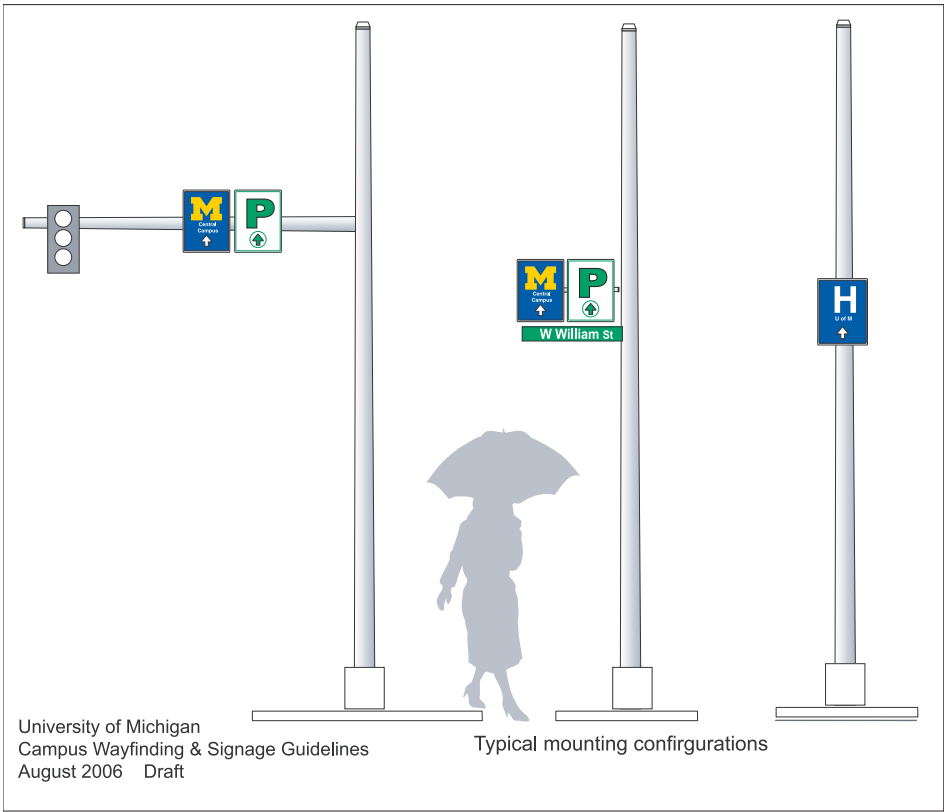 M
Central
Campus
P
M
Central
Campus
P
W William St
H
U of M
University of Michigan
Campus Wayfinding & Signage Guidelines
August 2006 Draft
Typical mounting confirgurations